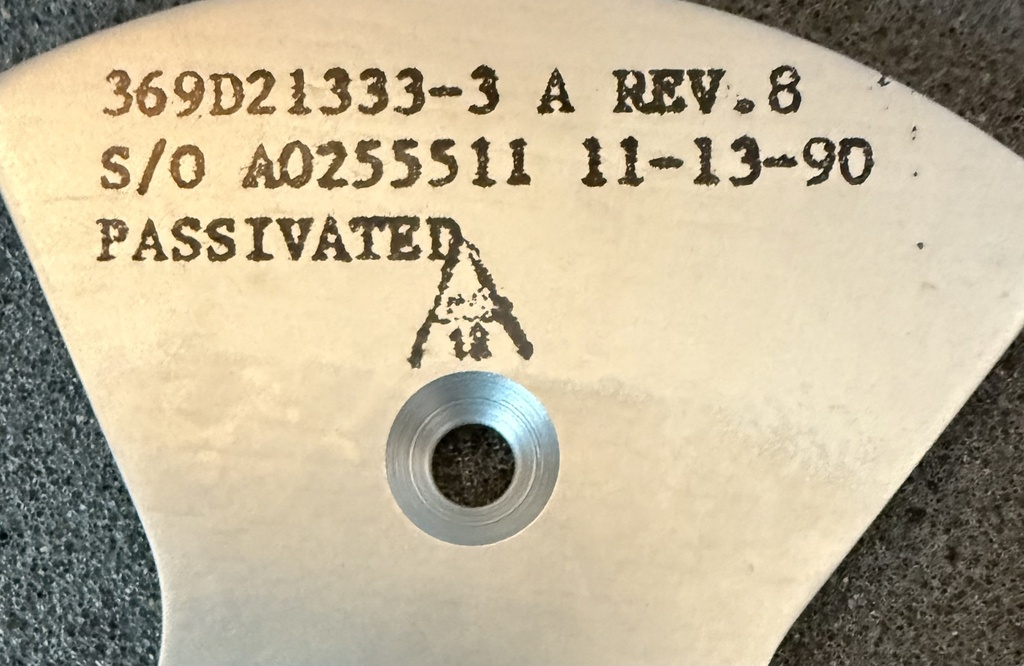 369D21333-3 A REV.8
S/O A0255511 11-13-90
PASSIVATED